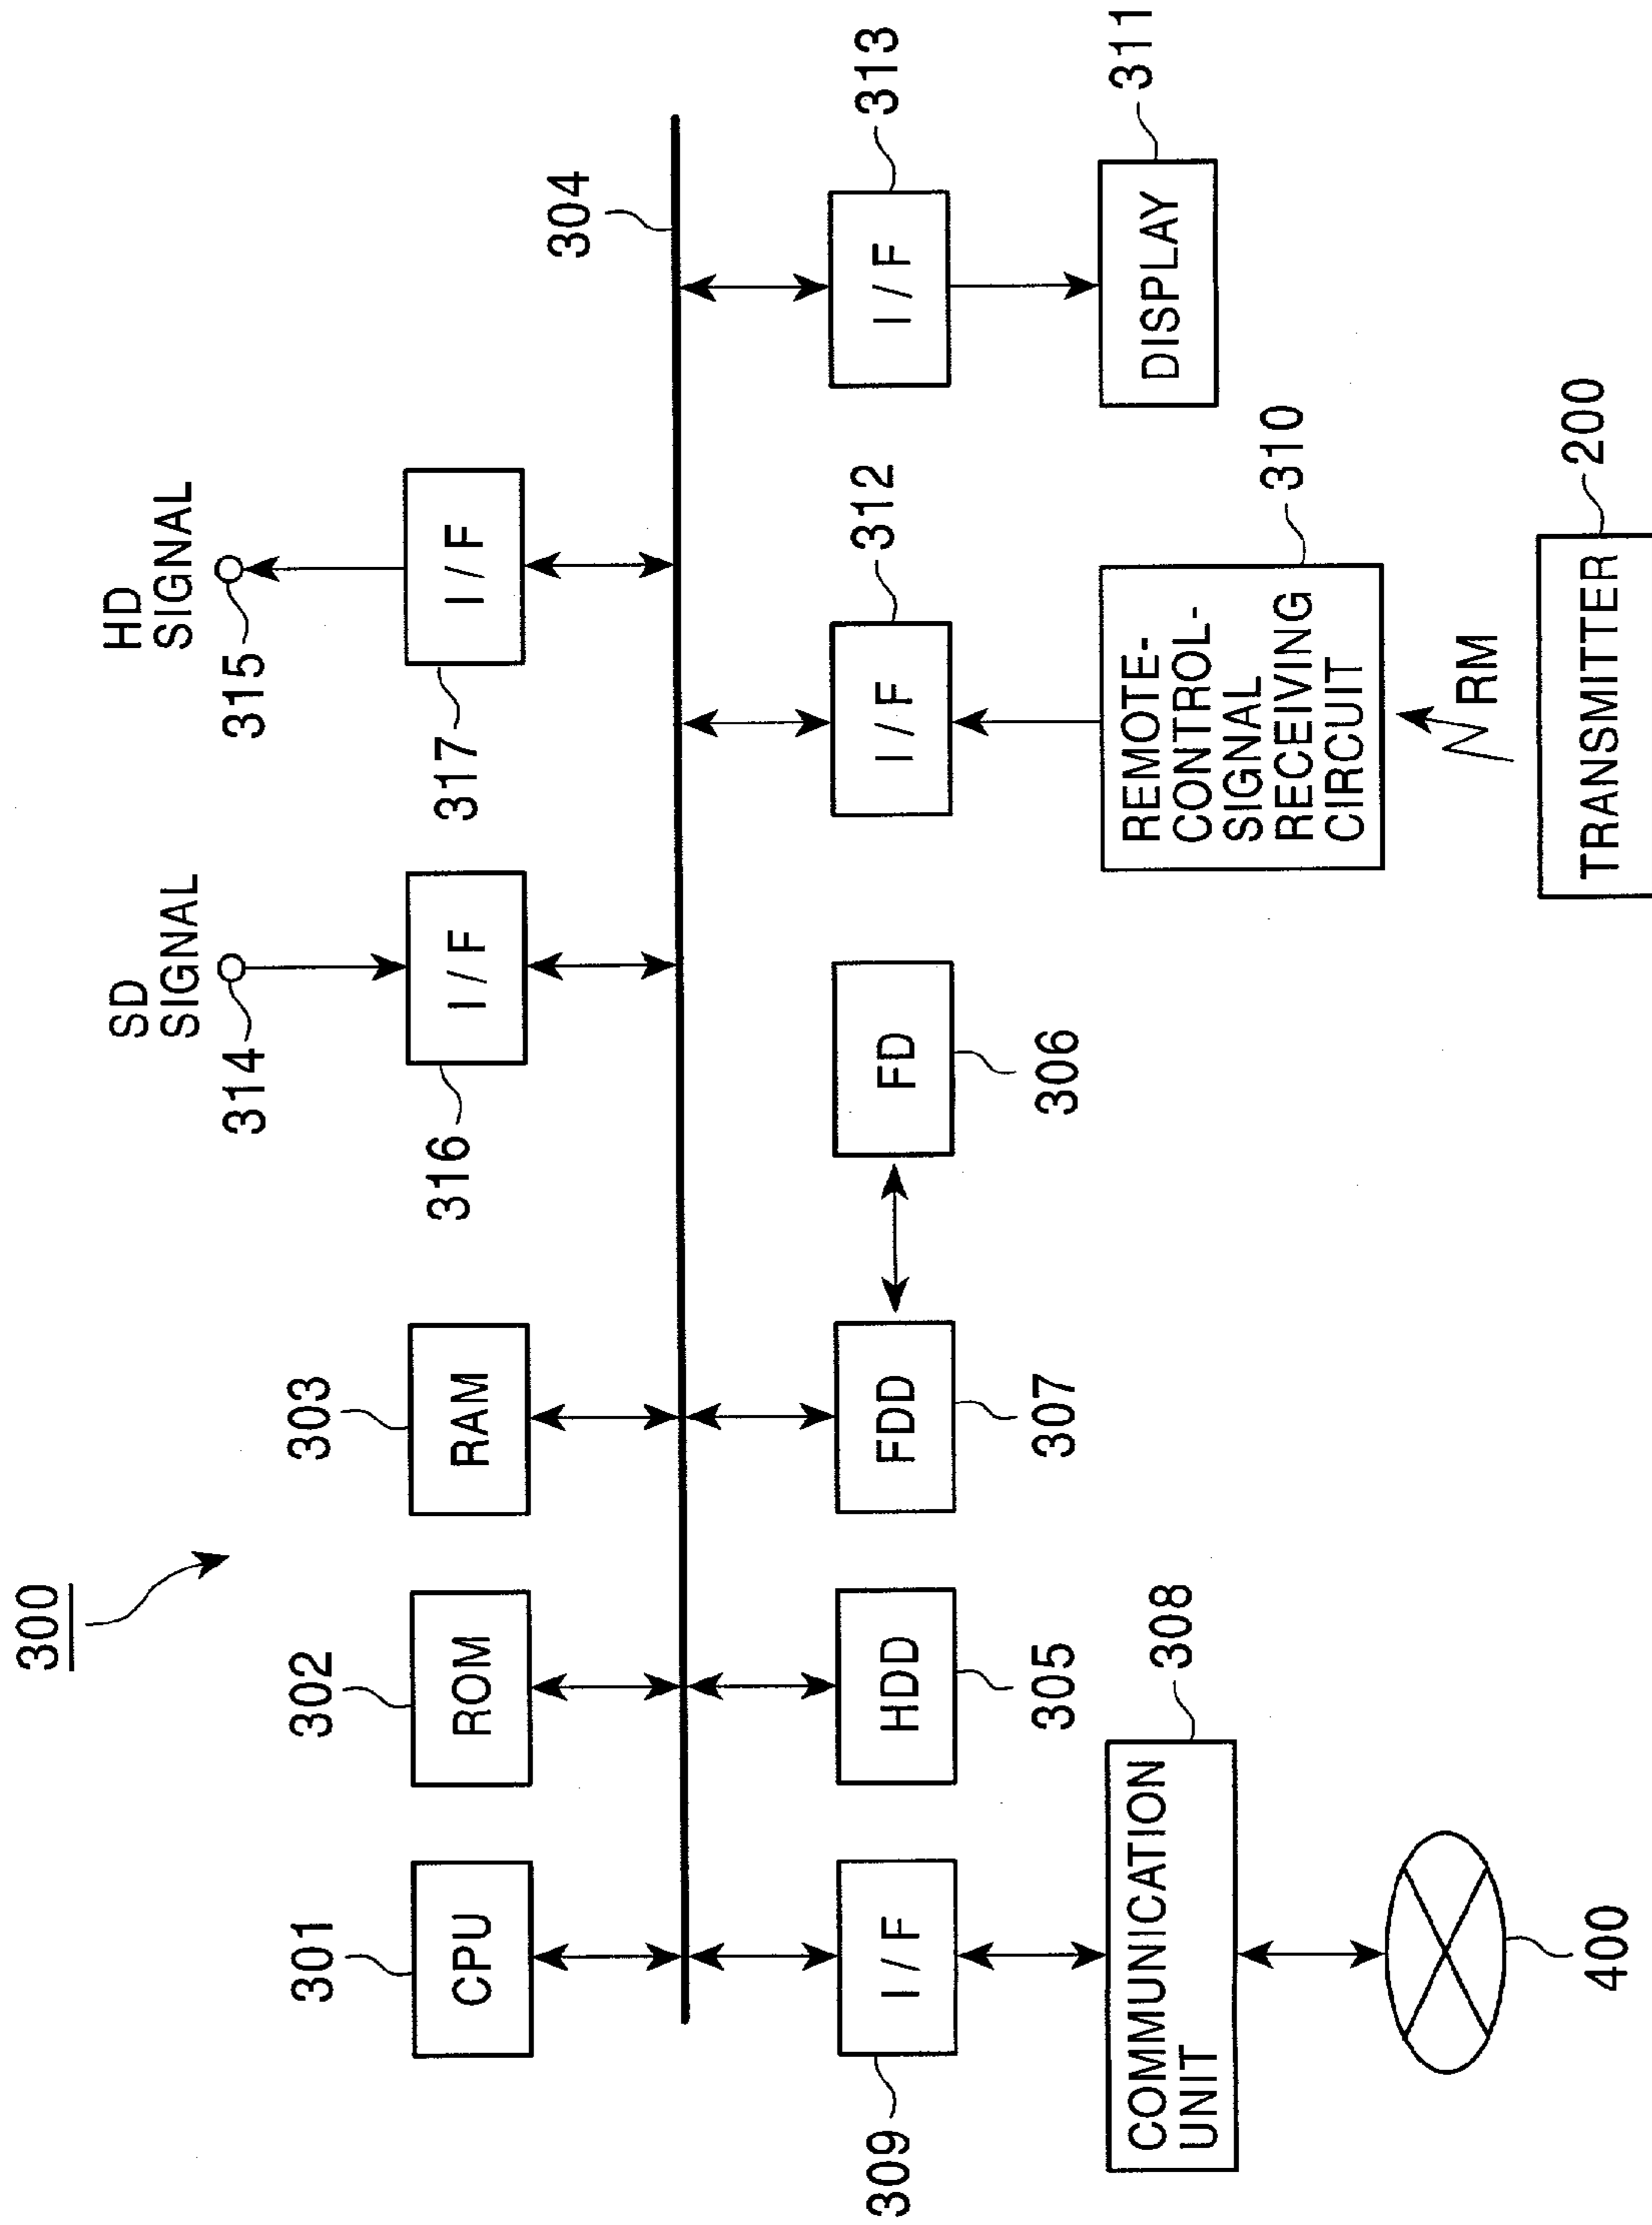 300
301
CPU
302
ROM
303
RAM
SD
SIGNAL
314
316
I/F
HD
SIGNAL
315
317
I/F
304
309
I/F
HDD
305
FDD
307
FD
306
I/F
312
I/F
313
COMMUNICATION
UNIT
308
400
REMOTE-
CONTROL-
SIGNAL
RECEIVING
CIRCUIT
310
DISPLAY
311
RM
TRANSMITTER
200